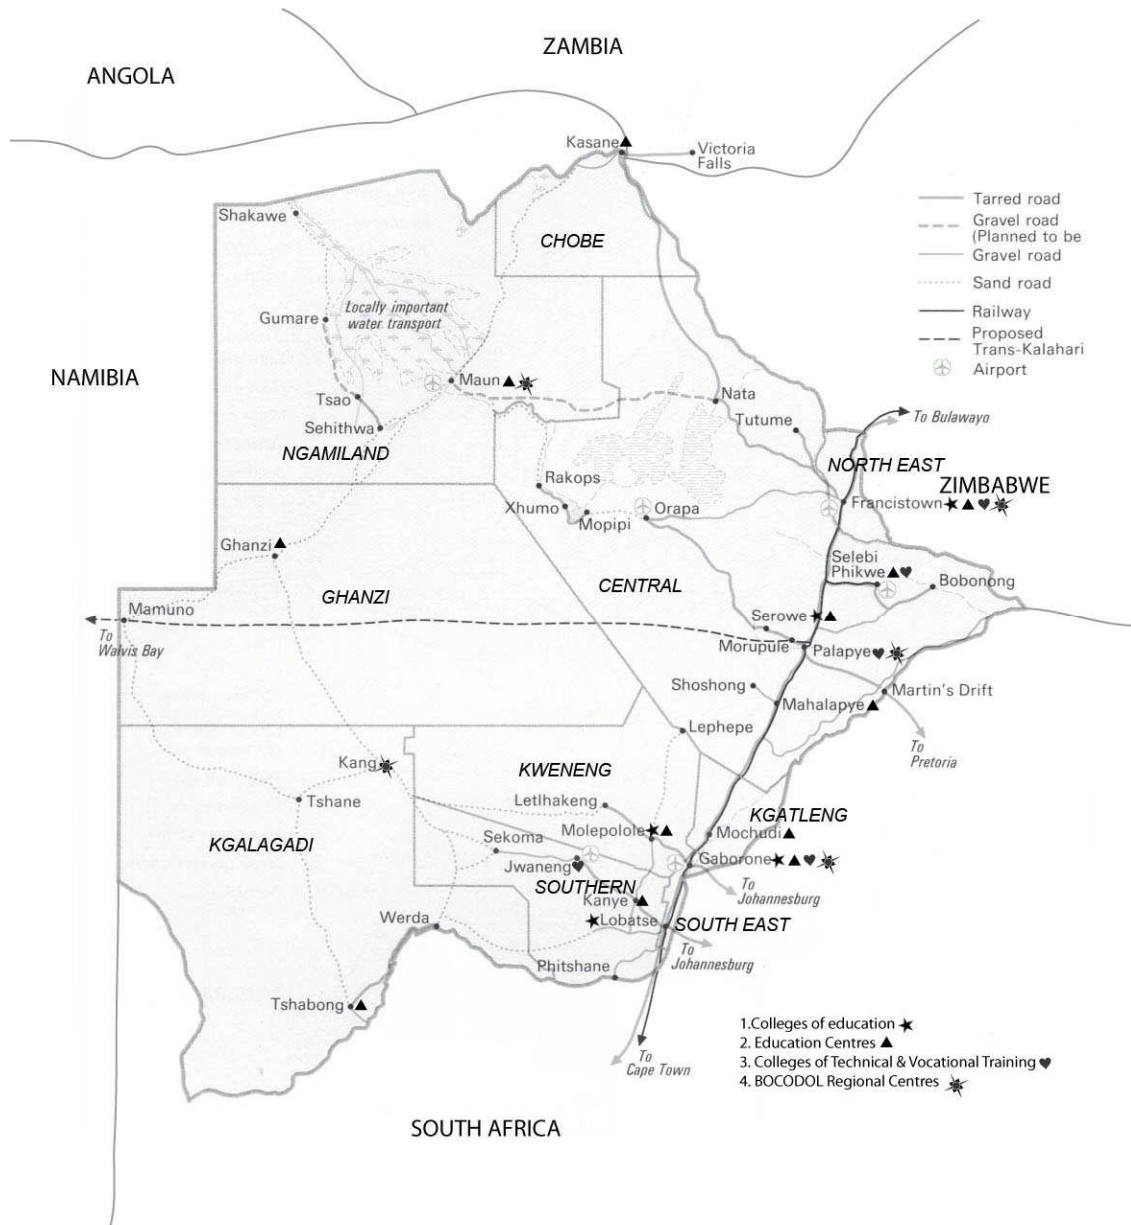 ZAMBIA
ANGOLA
Kasane
Victoria
Falls
Shakawe
CHOBE
Tarred road
Gravel road
(Planned to be
Gravel road
Sand road
Railway
Proposed
Trans-Kalahari
Airport
Locally important
water transport
Gumare
NAMIBIA
Maun
Tsao
Sehithwa
NGAMILAND
Nata
Tutume
To Bulawayo
NORTH EAST
ZIMBABWE
Rakops
Xhumo
Mopipi
Orapa
Francistown
Ghanzi
GHANZI
CENTRAL
Selebi
Phikwe
Bobonong
Mamuno
To
Walvis Bay
Serowe
Morupule
Palapye
Shoshong
Mahalapye
Martin's Drift
To
Pretoria
Lephepe
Kang
KWENENG
Tshane
Letlhakeng
KGATLENG
KGALAGADI
Molepolole
Mochudi
Sekoma
Jwaneng
Gaborone
SOUTHERN
Kanye
To
Johannesburg
Werda
Lobatse
SOUTH EAST
To
Johannesburg
Phitshane
Tshabong
To
Cape Town
1.Colleges of education
2. Education Centres
3. Colleges of Technical & Vocational Training
4. BOCODOL Regional Centres
SOUTH AFRICA